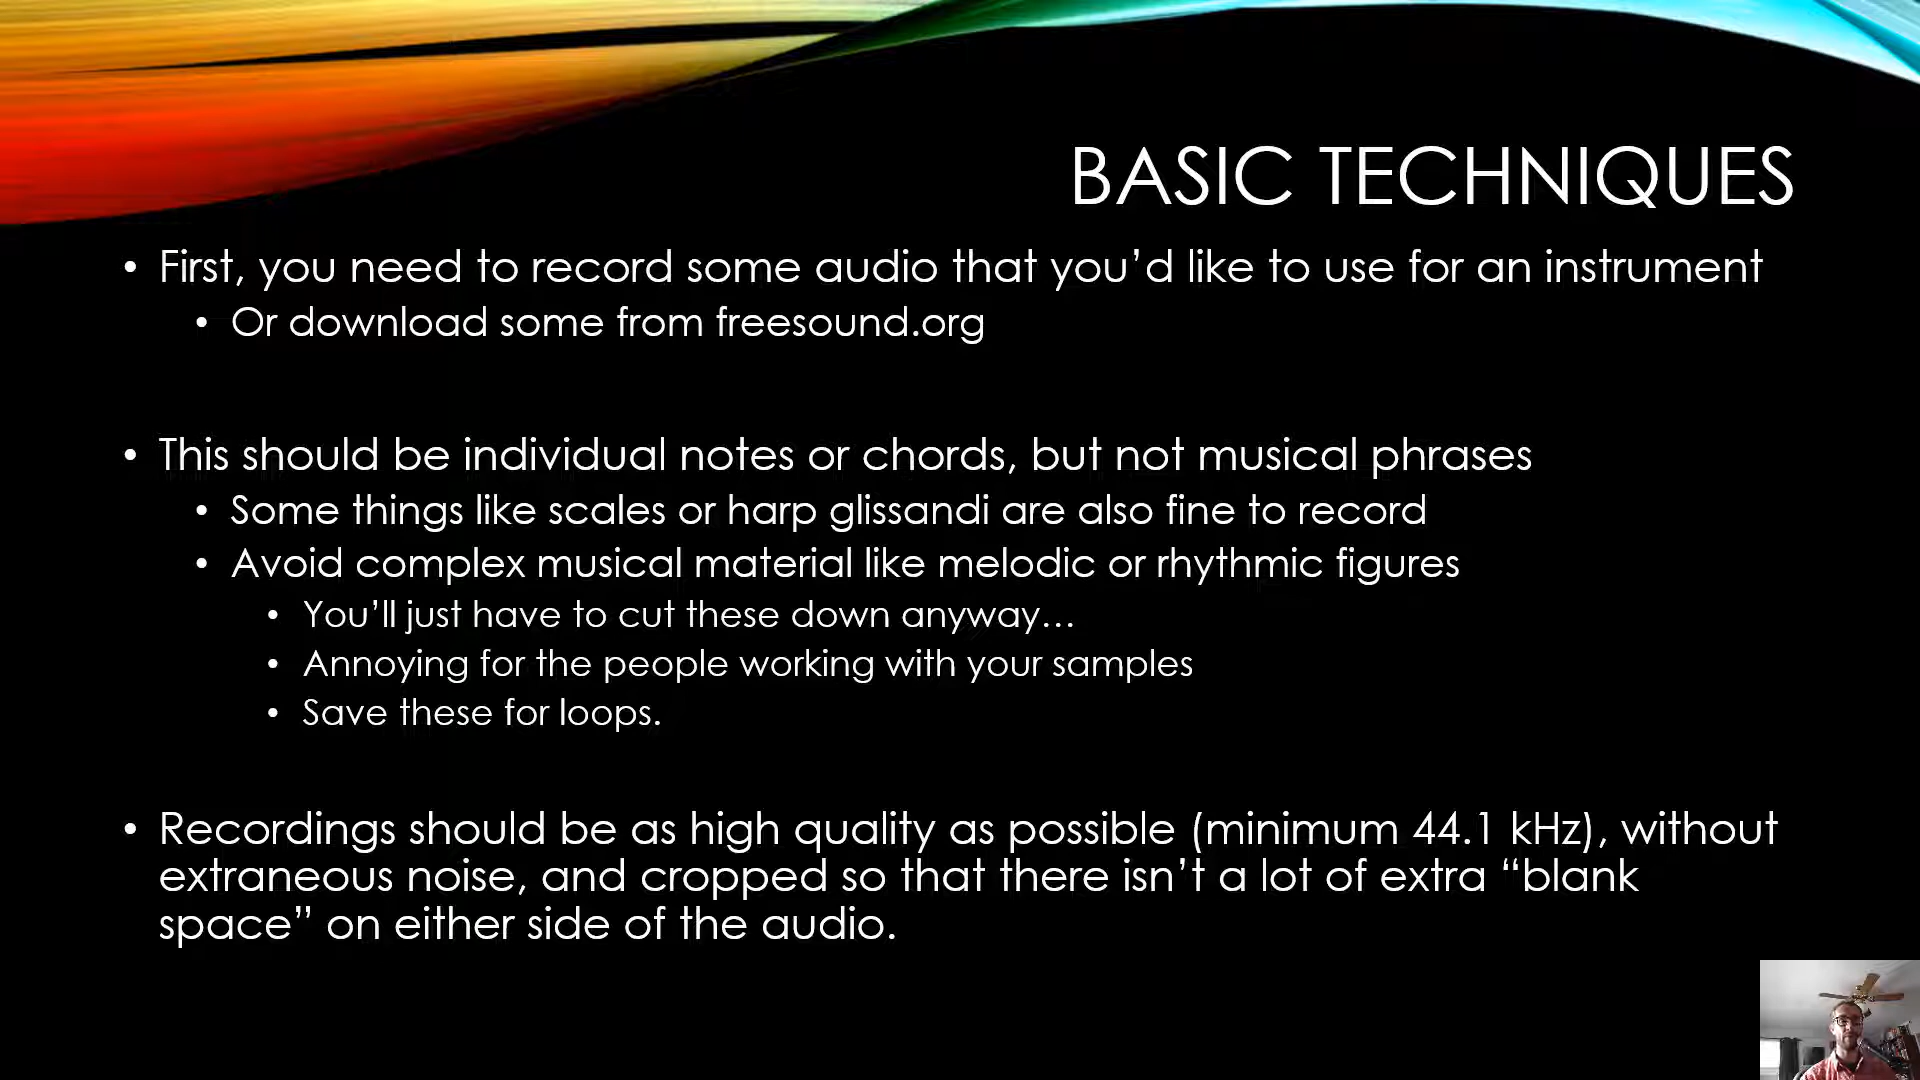 BASIC TECHNIQUES
• First, you need to record some audio that you’d like to use for an instrument
• Or download some from freesound.org
• This should be individual notes or chords, but not musical phrases
• Some things like scales or harp glissandi are also fine to record
• Avoid complex musical material like melodic or rhythmic figures
• You’ll just have to cut these down anyway…
• Annoying for the people working with your samples
• Save these for loops.
• Recordings should be as high quality as possible (minimum 44.1 kHz), without
extraneous noise, and cropped so that there isn’t a lot of extra “blank
space” on either side of the audio.